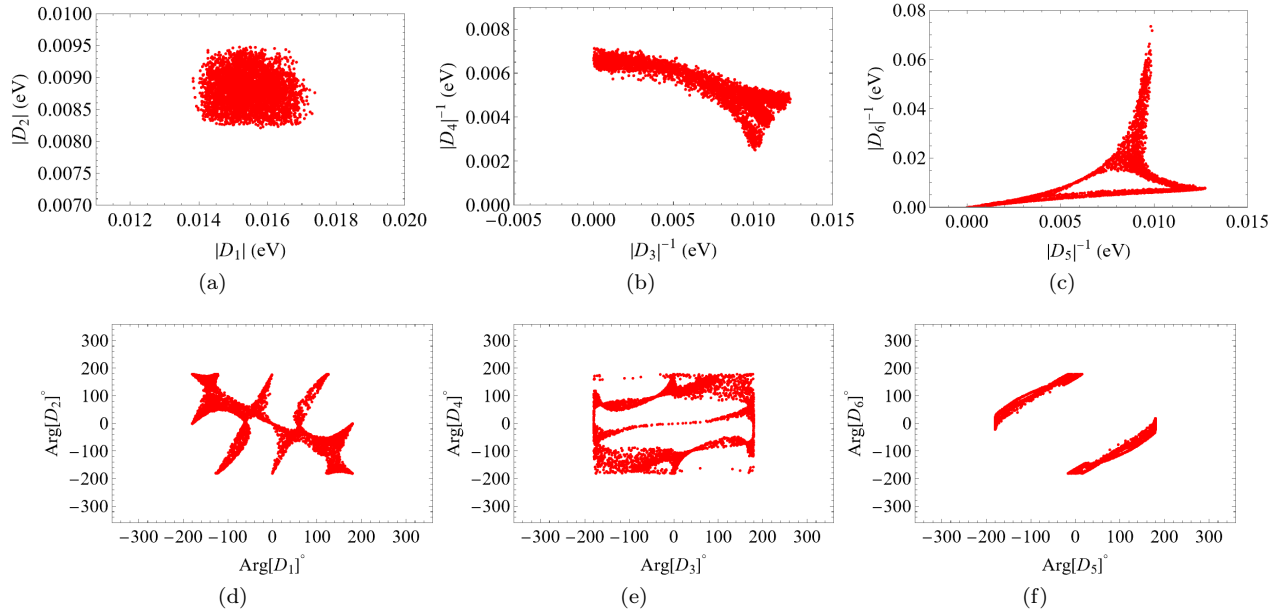 0.0100
0.0095
0.0090
0.0085
0.0080
0.0075
0.0070
|D₂| (eV)
0.012 0.014 0.016 0.018 0.020
|D₁| (eV)
(a)
0.008
0.006
0.004
0.002
0.000
|D₄|⁻¹ (eV)
−0.005 0.000 0.005 0.010 0.015
|D₃|⁻¹ (eV)
(b)
0.08
0.06
0.04
0.02
0.00
|D₆|⁻¹ (eV)
0.000 0.005 0.010 0.015
|D₅|⁻¹ (eV)
(c)
300
200
100
0
−100
−200
−300
Arg[D₂]°
−300 −200 −100 0 100 200 300
Arg[D₁]°
(d)
300
200
100
0
−100
−200
−300
Arg[D₄]°
−300 −200 −100 0 100 200 300
Arg[D₃]°
(e)
300
200
100
0
−100
−200
−300
Arg[D₆]°
−300 −200 −100 0 100 200 300
Arg[D₅]°
(f)